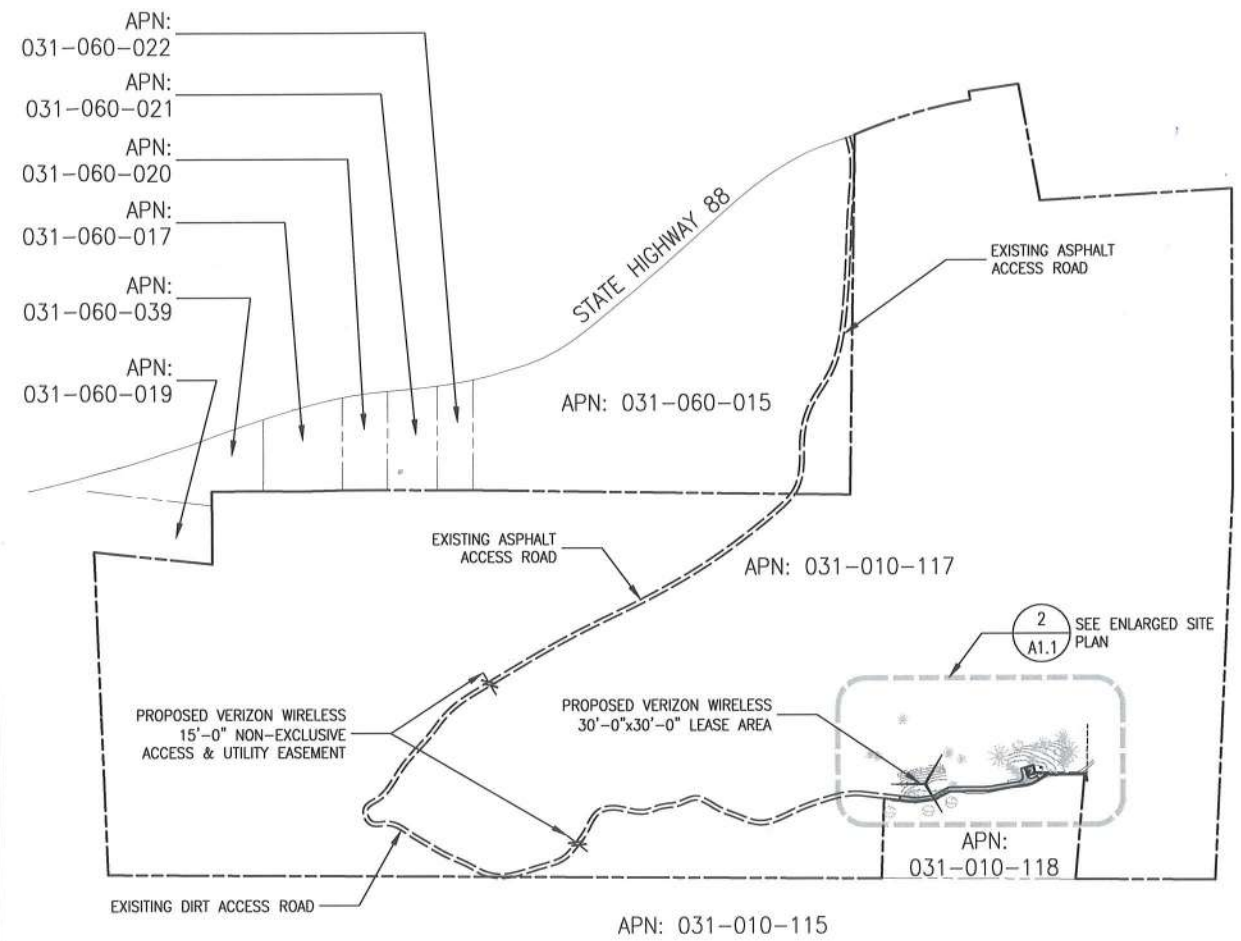 APN:
031-060-022
APN:
031-060-021
APN:
031-060-020
APN:
031-060-017
APN:
031-060-039
APN:
031-060-019
STATE HIGHWAY 88
EXISTING ASPHALT
ACCESS ROAD
APN: 031-060-015
EXISTING ASPHALT
ACCESS ROAD
APN: 031-010-117
2
A1.1
SEE ENLARGED SITE
PLAN
PROPOSED VERIZON WIRELESS
15'-0" NON-EXCLUSIVE
ACCESS & UTILITY EASEMENT
PROPOSED VERIZON WIRELESS
30'-0"x30'-0" LEASE AREA
APN:
031-010-118
EXISITING DIRT ACCESS ROAD
APN: 031-010-115